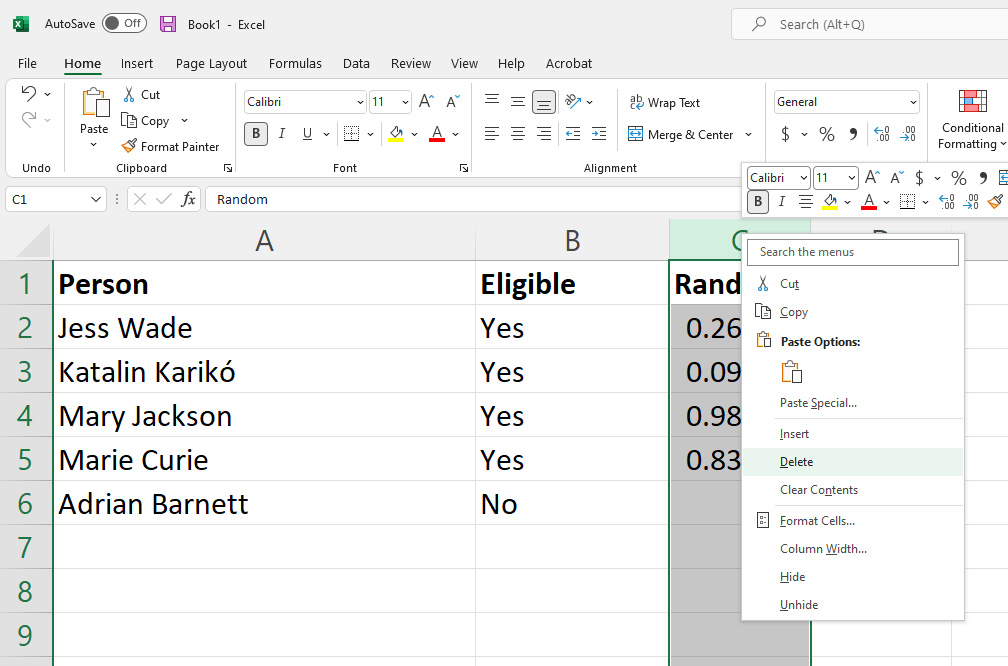 AutoSave Off Book1 - Excel Search (Alt+Q)
File Home Insert Page Layout Formulas Data Review View Help Acrobat
Paste Cut Copy Format Painter
Calibri 11 B I U A
Wrap Text Merge & Center
General $ % 9
Conditional Formatting
Undo Clipboard Font Alignment
C1 fx Random
Calibri 11 A A $ % 9
B I A
A B C
1 Person Eligible Rand
2 Jess Wade Yes 0.26
3 Katalin Karikó Yes 0.09
4 Mary Jackson Yes 0.98
5 Marie Curie Yes 0.83
6 Adrian Barnett No
7
8
9
Search the menus
Cut
Copy
Paste Options:
Paste Special...
Insert
Delete
Clear Contents
Format Cells...
Column Width...
Hide
Unhide